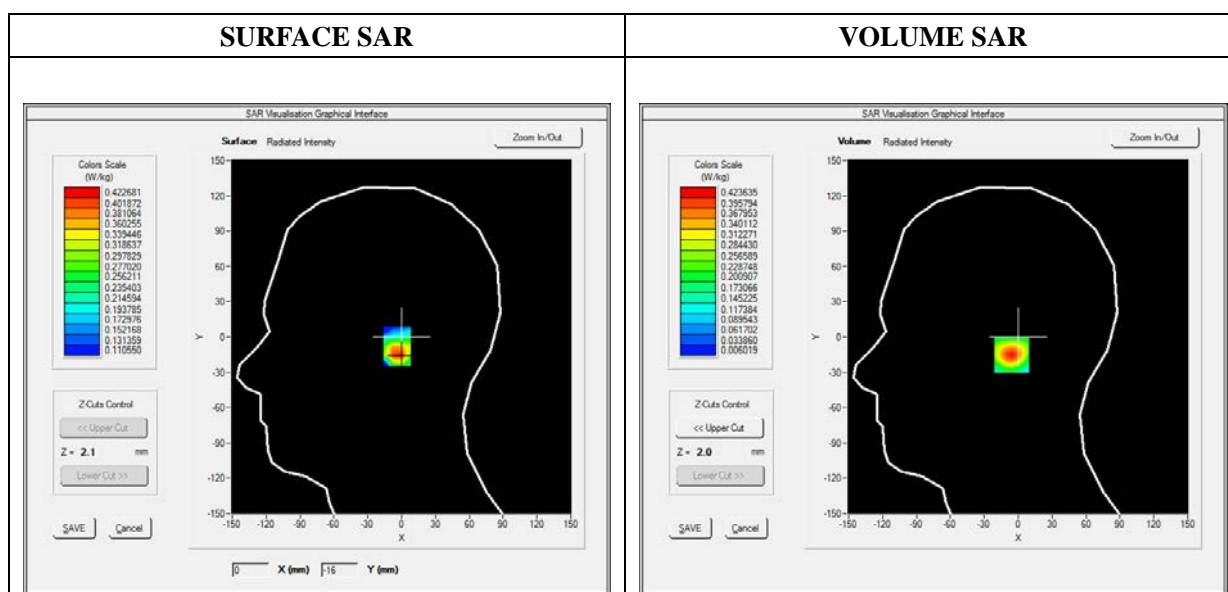 SURFACE SAR
VOLUME SAR
SAR Visualisation Graphical Interface
Surface Radiated Intensity
Zoom In/Out
Colors Scale
(W/kg)
0.422681
0.401872
0.381064
0.360255
0.339446
0.318637
0.297829
0.277020
0.256211
0.235403
0.214594
0.193785
0.172976
0.152168
0.131359
0.110550
Z-Cuts Control
<< Upper Cut
Z = 2.1 mm
Lower Cut >>
SAVE Cancel
150
120
90
60
30
0
-30
-60
-90
-120
-150
Y
-150 -120 -90 -60 -30 0 30 60 90 120 150
X
0 X (mm) -16 Y (mm)
SAR Visualisation Graphical Interface
Volume Radiated Intensity
Zoom In/Out
Colors Scale
(W/kg)
0.423635
0.395794
0.367953
0.340112
0.312271
0.284430
0.256589
0.228748
0.200907
0.173066
0.145225
0.117384
0.089543
0.061702
0.033860
0.006019
Z-Cuts Control
<< Upper Cut
Z = 2.0 mm
Lower Cut >>
SAVE Cancel
150
120
90
60
30
0
-30
-60
-90
-120
-150
Y
-150 -120 -90 -60 -30 0 30 60 90 120 150
X